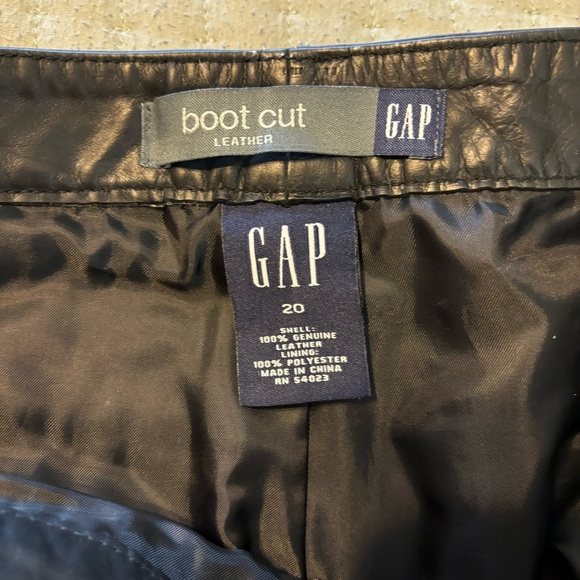 boot cut
LEATHER
GAP
GAP
20
SHELL:
100% GENUINE
LEATHER
LINING:
100% POLYESTER
MADE IN CHINA
RN 54023